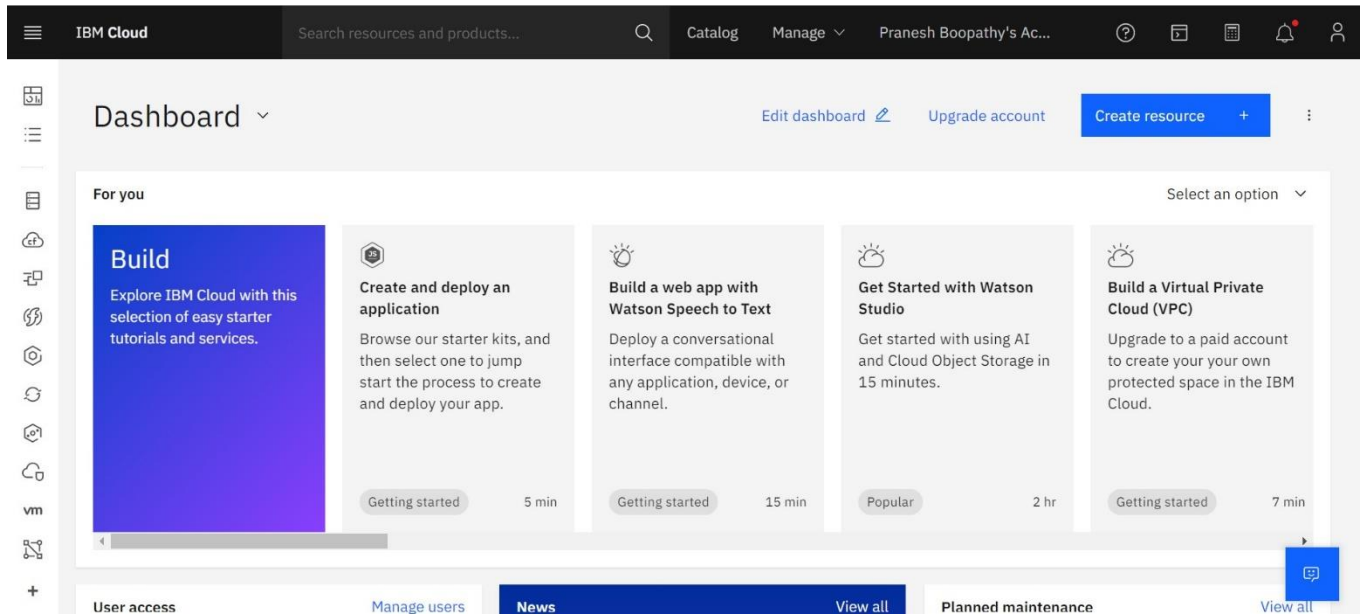 IBM Cloud
Search resources and products...
Catalog
Manage
Pranesh Boopathy's Ac...
Dashboard
Edit dashboard
Upgrade account
Create resource +
For you
Select an option
Build
Explore IBM Cloud with this
selection of easy starter
tutorials and services.
JS
Create and deploy an
application
Browse our starter kits, and
then select one to jump
start the process to create
and deploy your app.
Getting started
5 min
Build a web app with
Watson Speech to Text
Deploy a conversational
interface compatible with
any application, device, or
channel.
Getting started
15 min
Get Started with Watson
Studio
Get started with using AI
and Cloud Object Storage in
15 minutes.
Popular
2 hr
Build a Virtual Private
Cloud (VPC)
Upgrade to a paid account
to create your your own
protected space in the IBM
Cloud.
Getting started
7 min
cf
vm
+
User access
Manage users
News
View all
Planned maintenance
View all